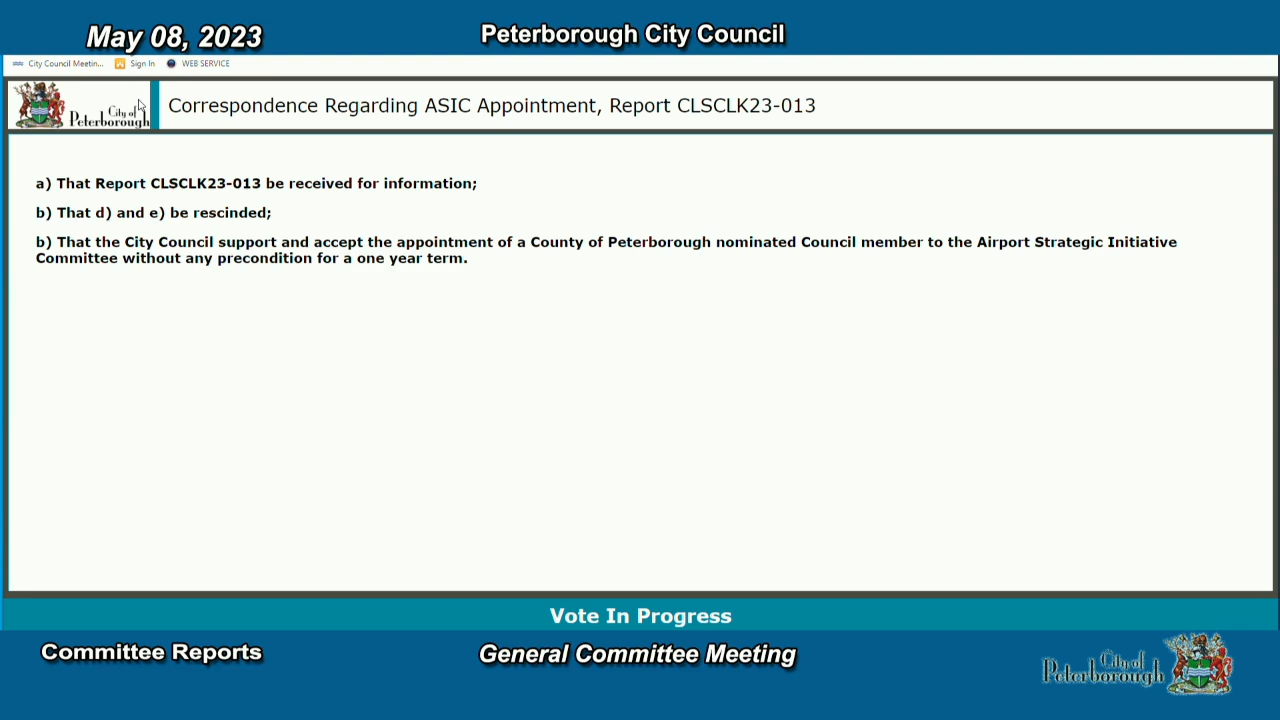 May 08, 2023
Peterborough City Council
City Council Meetin...
Sign In
WEB SERVICE
City of
Peterborough
Correspondence Regarding ASIC Appointment, Report CLSCLK23-013
a) That Report CLSCLK23-013 be received for information;
b) That d) and e) be rescinded;
b) That the City Council support and accept the appointment of a County of Peterborough nominated Council member to the Airport Strategic Initiative
Committee without any precondition for a one year term.
Vote In Progress
Committee Reports
General Committee Meeting
City of
Peterborough